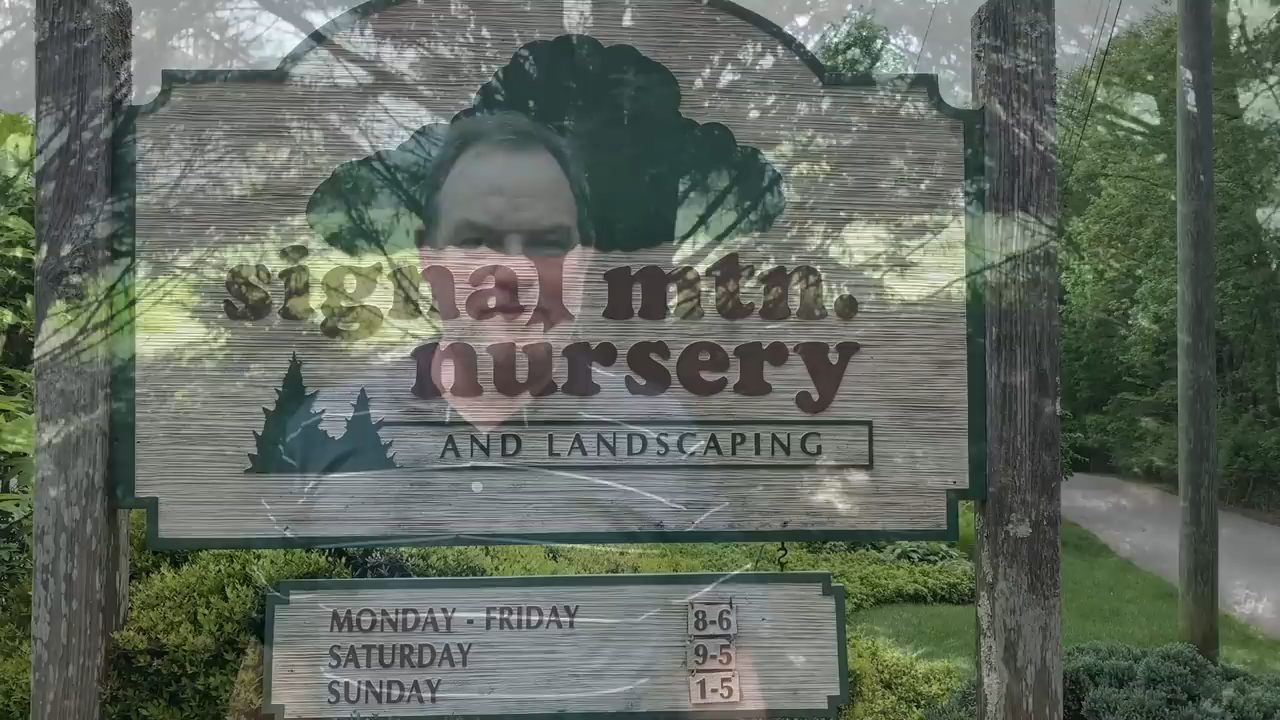 signal mtn.
nursery
AND LANDSCAPING
MONDAY - FRIDAY 8-6
SATURDAY 9-5
SUNDAY 1-5